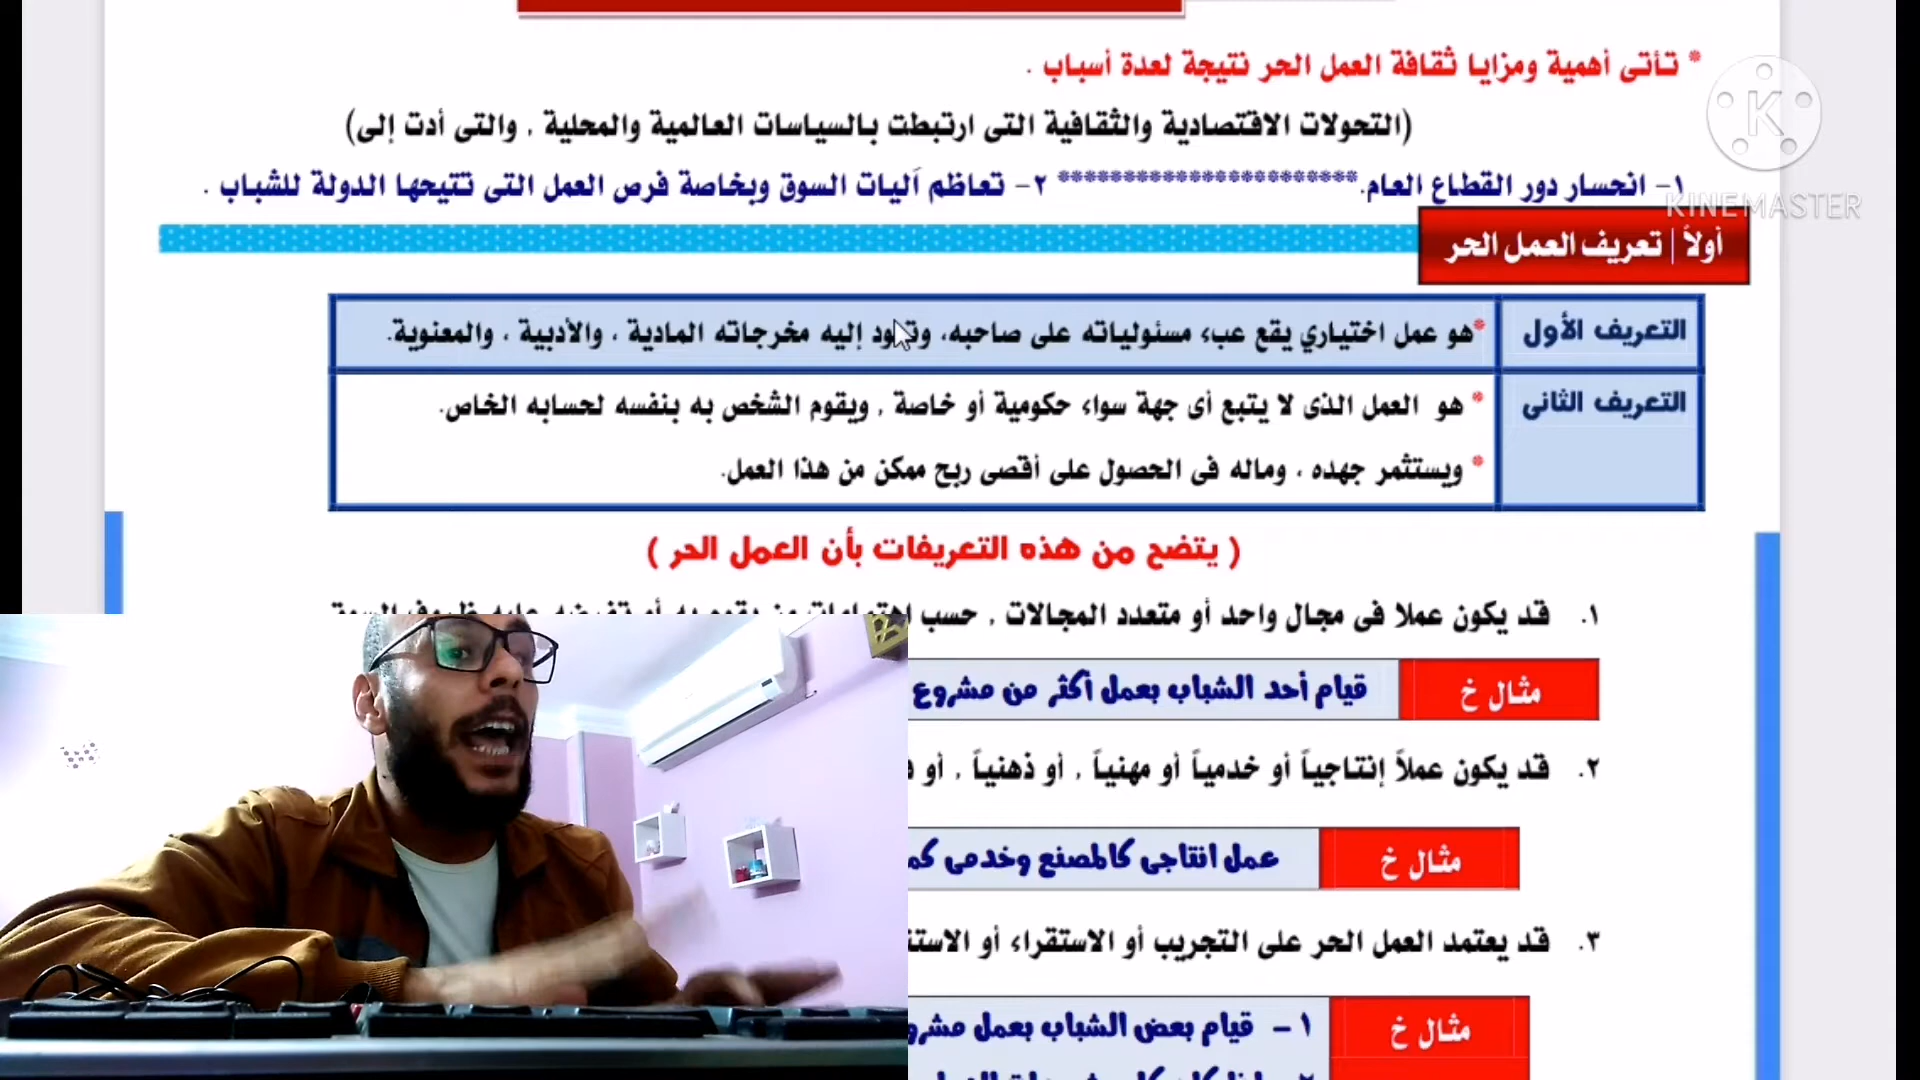 * تأتى أهمية ومزايا ثقافة العمل الحر نتيجة لعدة أسباب .
(التحولات الاقتصادية والثقافية التى ارتبطت بالسياسات العالمية والمحلية , والتى أدت إلى)
١- انحسار دور القطاع العام.*********************** ٢- تعاظم آليات السوق وبخاصة فرص العمل التى تتيحها الدولة للشباب .
KINEMASTER
أولاً | تعريف العمل الحر
التعريف الأول
*هو عمل اختياري يقع عبء مسئولياته على صاحبه، وتعود إليه مخرجاته المادية ، والأدبية ، والمعنوية.
التعريف الثانى
* هو العمل الذى لا يتبع أى جهة سواء حكومية أو خاصة , ويقوم الشخص به بنفسه لحسابه الخاص.
* ويستثمر جهده ، وماله فى الحصول على أقصى ربح ممكن من هذا العمل.
( يتضح من هذه التعريفات بأن العمل الحر )
١. قد يكون عملا فى مجال واحد أو متعدد المجالات , حسب
مثال خ
قيام أحد الشباب بعمل أكثر من مشروع
٢. قد يكون عملاً إنتاجياً أو خدمياً أو مهنياً , أو ذهنياً , أو
مثال خ
عمل انتاجى كالمصنع وخدمى
٣. قد يعتمد العمل الحر على التجريب أو الاستقراء أو
مثال خ
١ - قيام بعض الشباب بعمل